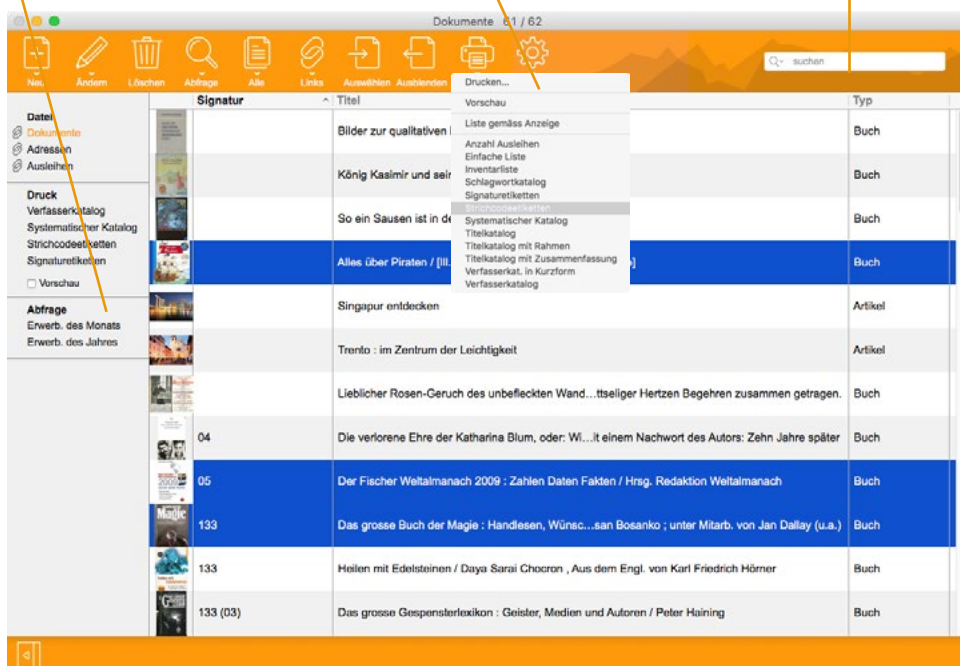 Dokumente 61 / 62
Neu Ändern Löschen Abfrage Alle Links Auswählen Ausblenden
suchen
Drucken...
Vorschau
Liste gemäss Anzeige
Anzahl Ausleihen
Einfache Liste
Inventarliste
Schlagwortkatalog
Signaturetiketten
Strichcodeetiketten
Systematischer Katalog
Titelkatalog
Titelkatalog mit Rahmen
Titelkatalog mit Zusammenfassung
Verfasserkat. in Kurzform
Verfasserkatalog
Datei
Dokumente
Adressen
Ausleihen
Druck
Verfasserkatalog
Systematischer Katalog
Strichcodeetiketten
Signaturetiketten
Vorschau
Abfrage
Erwerb. des Monats
Erwerb. des Jahres
Signatur Titel Typ
Bilder zur qualitativen Buch
König Kasimir und sei Buch
So ein Sausen ist in de Buch
Alles über Piraten / [Ill. Buch
Singapur entdecken Artikel
Trento : im Zentrum der Leichtigkeit Artikel
Lieblicher Rosen-Geruch des unbefleckten Wand…ttseliger Hertzen Begehren zusammen getragen. Buch
04 Die verlorene Ehre der Katharina Blum, oder: Wi…it einem Nachwort des Autors: Zehn Jahre später Buch
05 Der Fischer Weltalmanach 2009 : Zahlen Daten Fakten / Hrsg. Redaktion Weltalmanach Buch
133 Das grosse Buch der Magie : Handlesen, Wünsc…san Bosanko ; unter Mitarb. von Jan Dallay (u.a.) Buch
133 Heilen mit Edelsteinen / Daya Sarai Chocron , Aus dem Engl. von Karl Friedrich Hörner Buch
133 (03) Das grosse Gespensterlexikon : Geister, Medien und Autoren / Peter Haining Buch